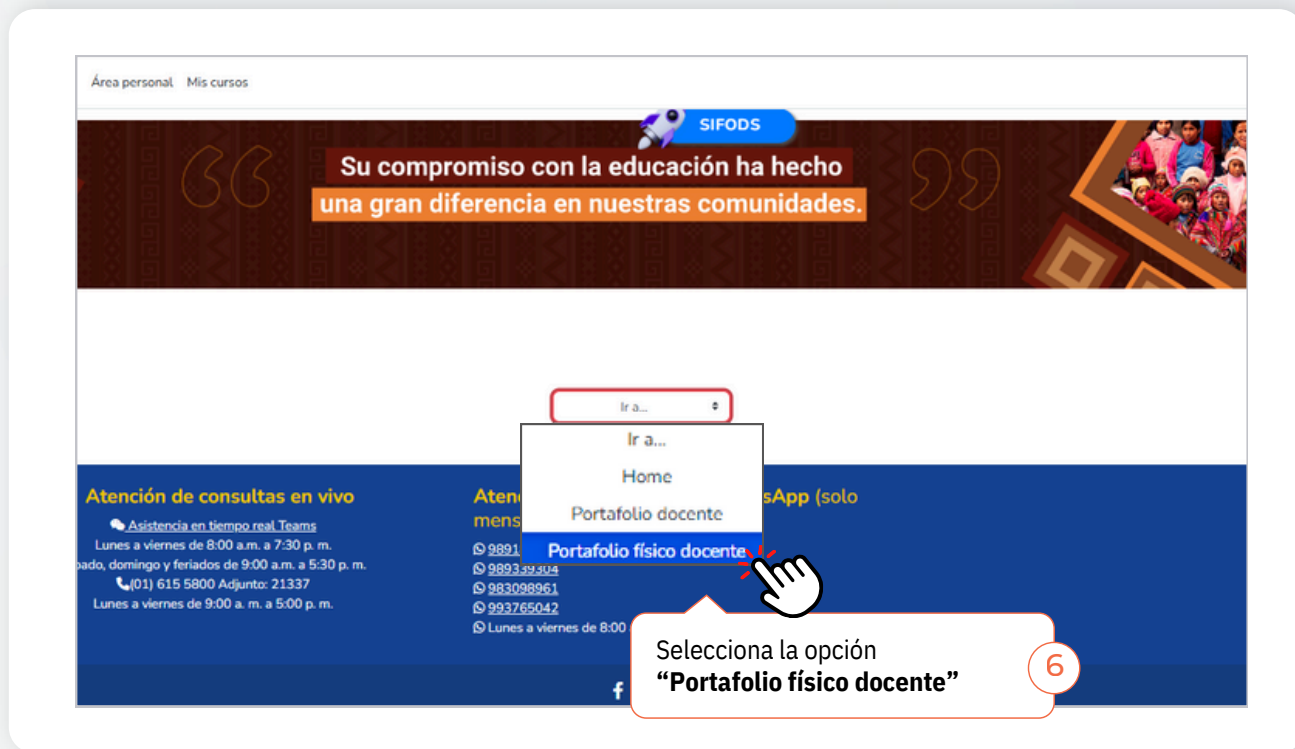 Área personal Mis cursos
SIFODS
Su compromiso con la educación ha hecho
una gran diferencia en nuestras comunidades.
Ir a...
Ir a...
Home
Portafolio docente
Portafolio físico docente
Atención de consultas en vivo
Asistencia en tiempo real Teams
Lunes a viernes de 8:00 a.m. a 7:30 p. m.
domingo y feriados de 9:00 a.m. a 5:30 p. m.
(01) 615 5800 Adjunto: 21337
Lunes a viernes de 9:00 a. m. a 5:00 p. m.
(solo
989339304
983098961
993765042
Lunes a viernes de 8:00
Selecciona la opción
“Portafolio físico docente”
6